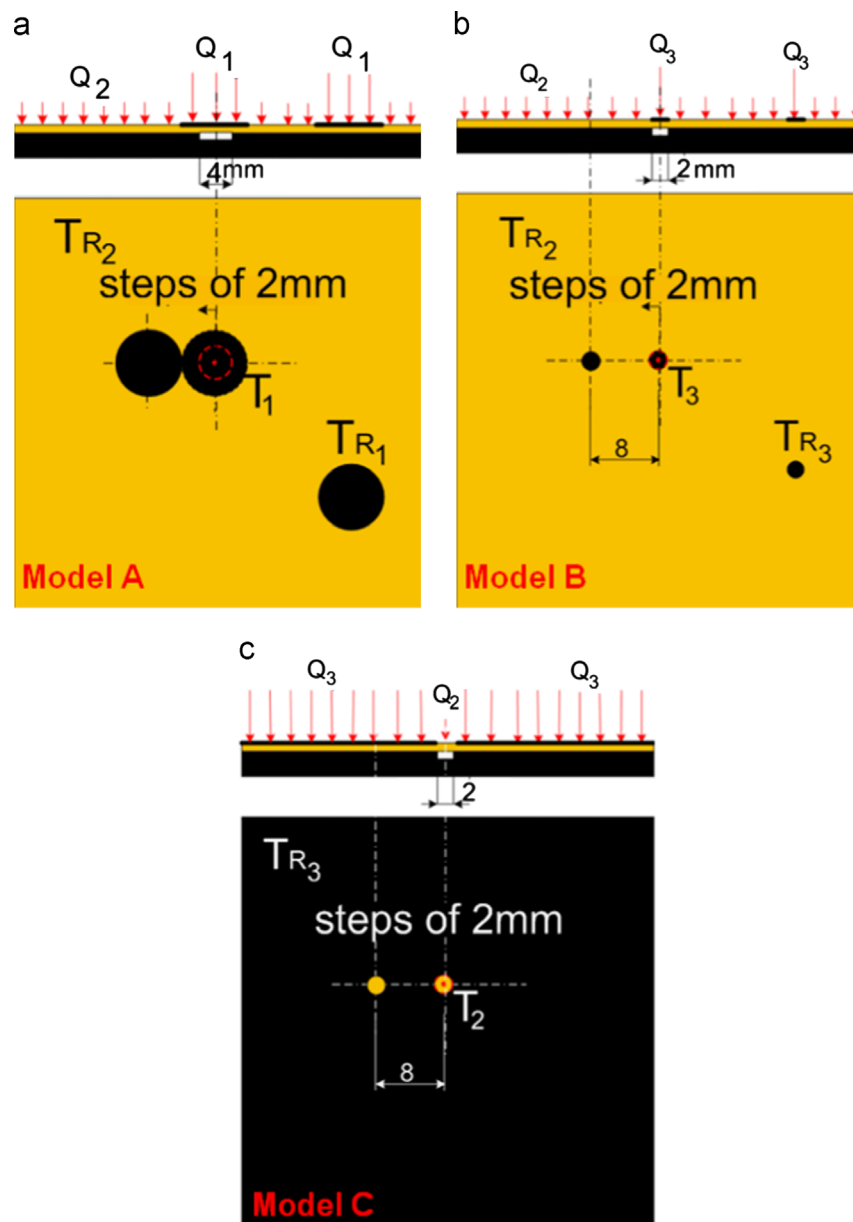 a
Q2 Q1 Q1
4mm
TR2
steps of 2mm
T1
TR1
Model A
b
Q2 Q3 Q3
2mm
TR2
steps of 2mm
T3
8
TR3
Model B
c
Q3 Q2 Q3
2
TR3
steps of 2mm
T2
8
Model C